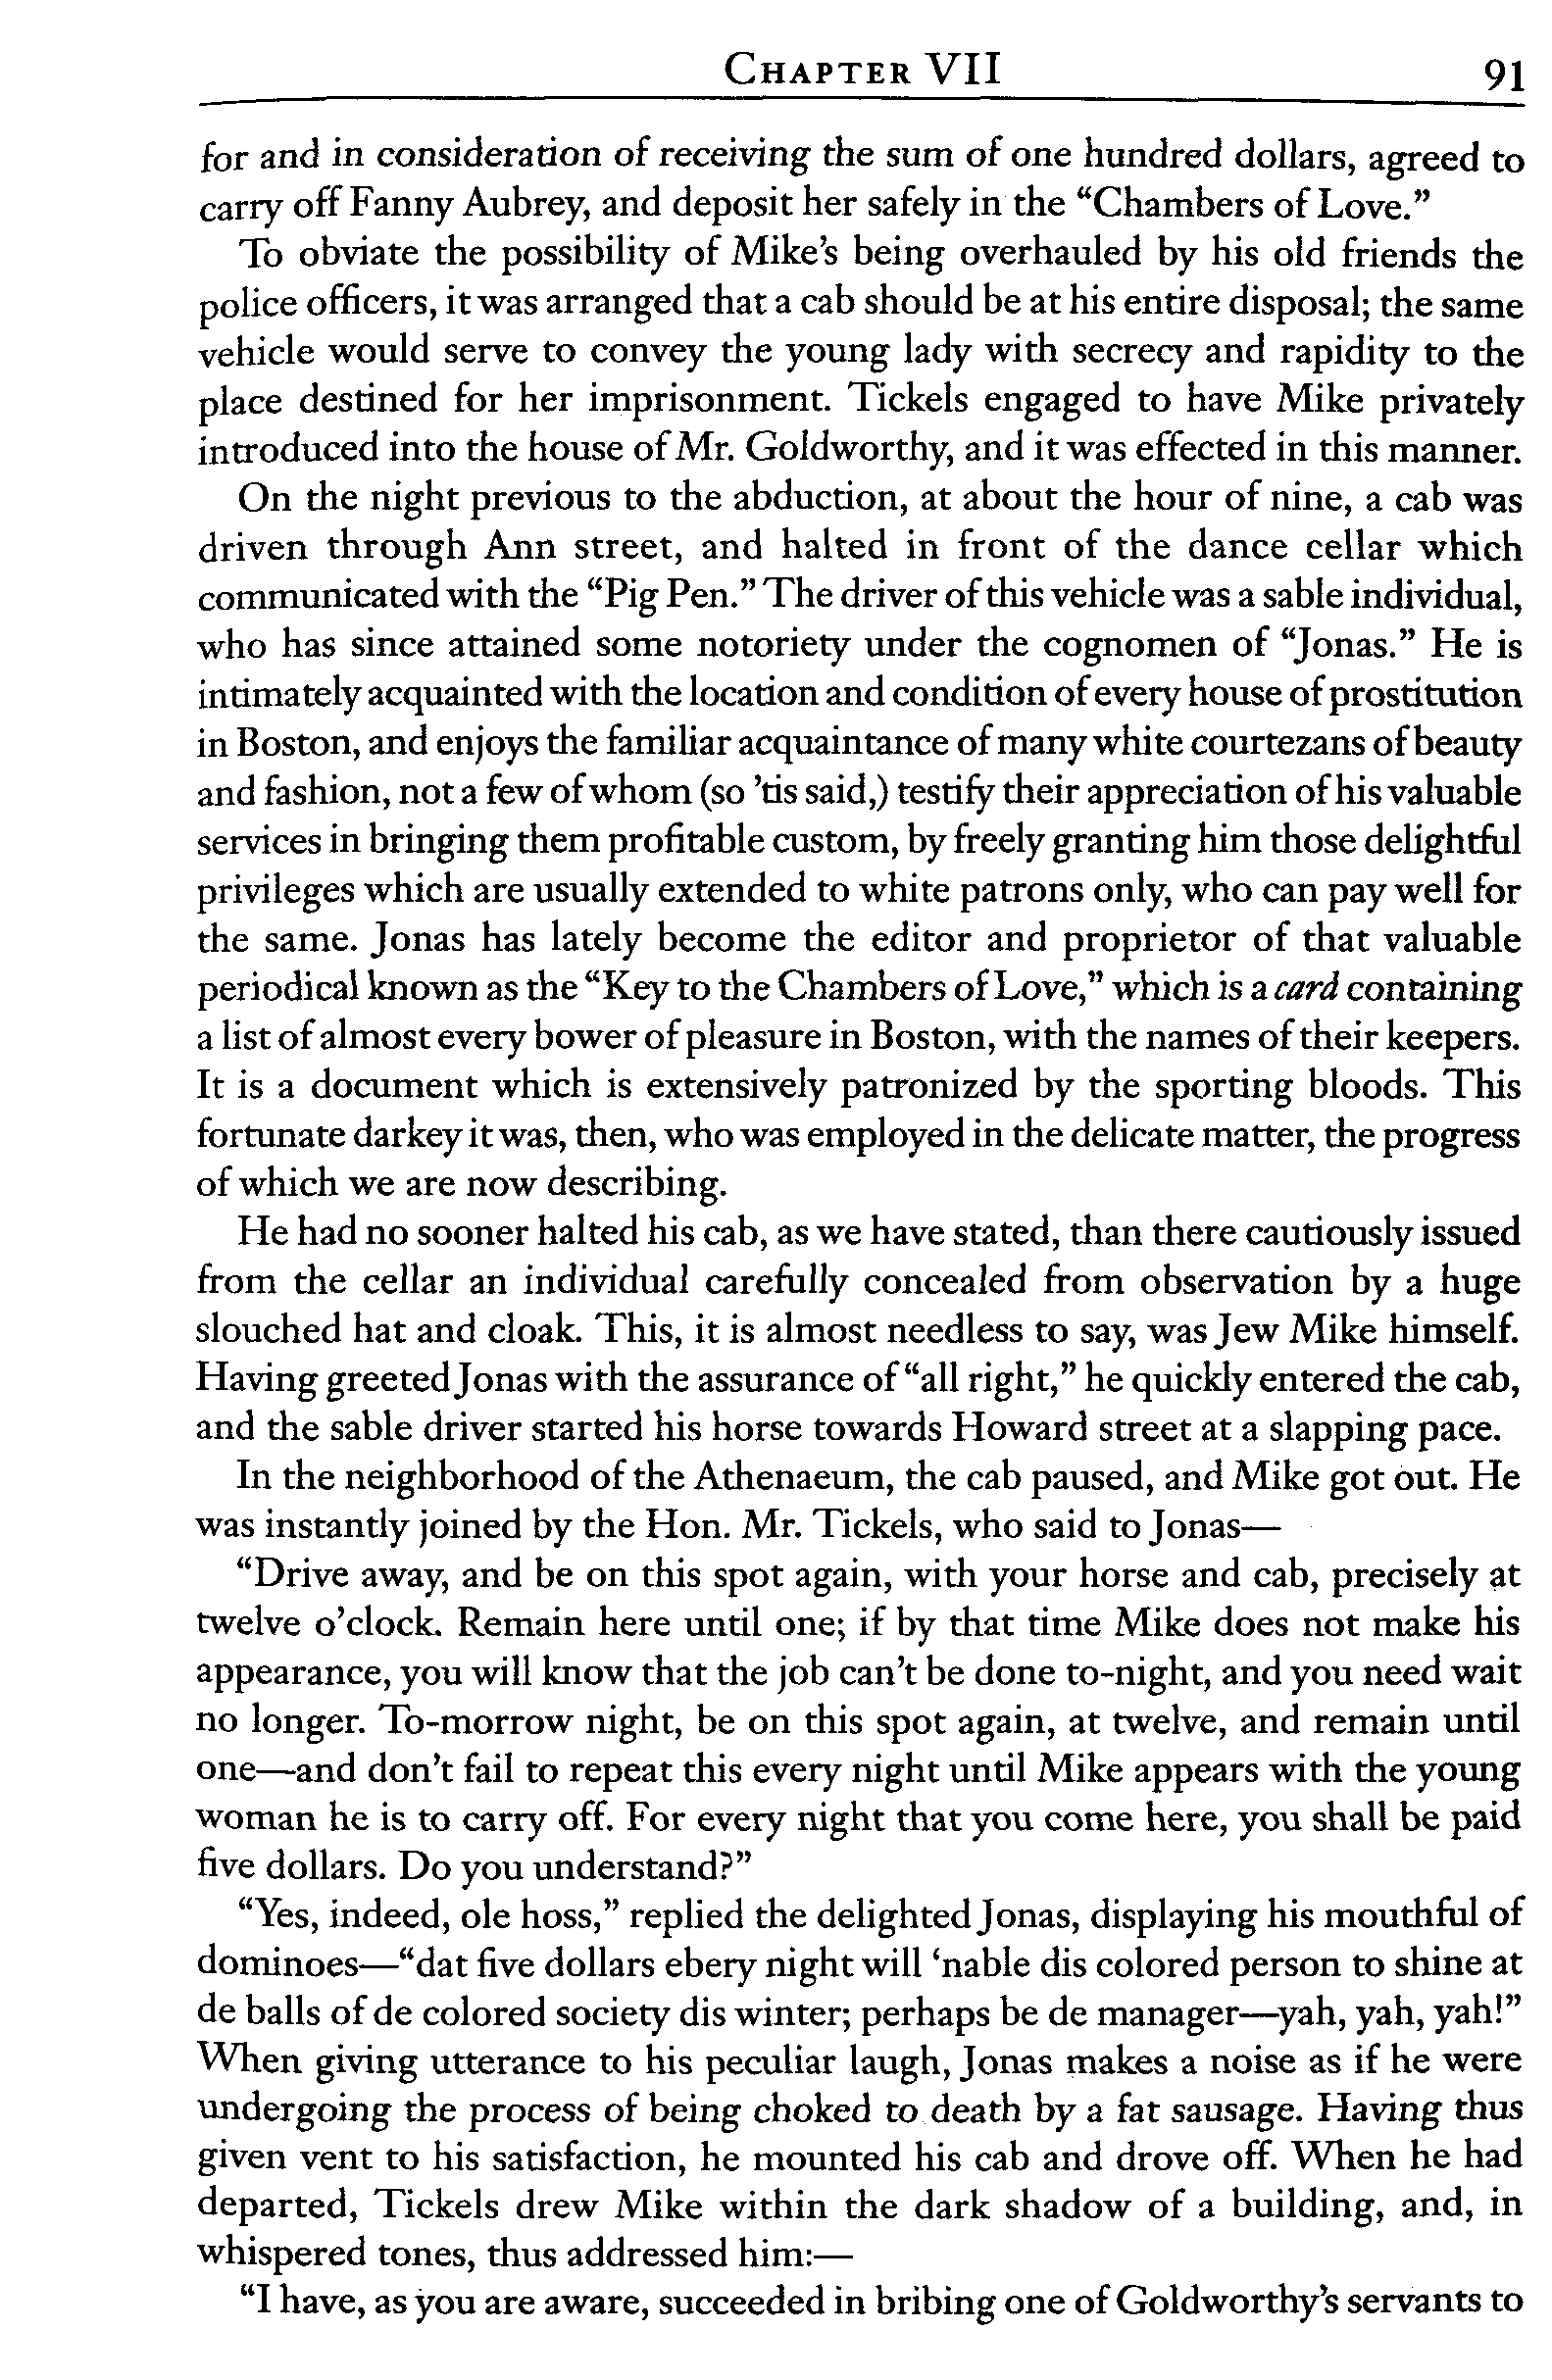 CHAPTER VII 91
for and in consideration of receiving the sum of one hundred dollars, agreed to
carry off Fanny Aubrey, and deposit her safely in the “Chambers of Love.”
To obviate the possibility of Mike’s being overhauled by his old friends the
police officers, it was arranged that a cab should be at his entire disposal; the same
vehicle would serve to convey the young lady with secrecy and rapidity to the
place destined for her imprisonment. Tickels engaged to have Mike privately
introduced into the house of Mr. Goldworthy, and it was effected in this manner.
On the night previous to the abduction, at about the hour of nine, a cab was
driven through Ann street, and halted in front of the dance cellar which
communicated with the “Pig Pen.” The driver of this vehicle was a sable individual,
who has since attained some notoriety under the cognomen of “Jonas.” He is
intimately acquainted with the location and condition of every house of prostitution
in Boston, and enjoys the familiar acquaintance of many white courtezans of beauty
and fashion, not a few of whom (so ’tis said,) testify their appreciation of his valuable
services in bringing them profitable custom, by freely granting him those delightful
privileges which are usually extended to white patrons only, who can pay well for
the same. Jonas has lately become the editor and proprietor of that valuable
periodical known as the “Key to the Chambers of Love,” which is a card containing
a list of almost every bower of pleasure in Boston, with the names of their keepers.
It is a document which is extensively patronized by the sporting bloods. This
fortunate darkey it was, then, who was employed in the delicate matter, the progress
of which we are now describing.
He had no sooner halted his cab, as we have stated, than there cautiously issued
from the cellar an individual carefully concealed from observation by a huge
slouched hat and cloak. This, it is almost needless to say, was Jew Mike himself.
Having greeted Jonas with the assurance of “all right,” he quickly entered the cab,
and the sable driver started his horse towards Howard street at a slapping pace.
In the neighborhood of the Athenaeum, the cab paused, and Mike got out. He
was instantly joined by the Hon. Mr. Tickels, who said to Jonas—
“Drive away, and be on this spot again, with your horse and cab, precisely at
twelve o’clock. Remain here until one; if by that time Mike does not make his
appearance, you will know that the job can’t be done to-night, and you need wait
no longer. To-morrow night, be on this spot again, at twelve, and remain until
one—and don’t fail to repeat this every night until Mike appears with the young
woman he is to carry off. For every night that you come here, you shall be paid
five dollars. Do you understand?”
“Yes, indeed, ole hoss,” replied the delighted Jonas, displaying his mouthful of
dominoes—“dat five dollars ebery night will ‘nable dis colored person to shine at
de balls of de colored society dis winter; perhaps be de manager—yah, yah, yah!”
When giving utterance to his peculiar laugh, Jonas makes a noise as if he were
undergoing the process of being choked to death by a fat sausage. Having thus
given vent to his satisfaction, he mounted his cab and drove off. When he had
departed, Tickels drew Mike within the dark shadow of a building, and, in
whispered tones, thus addressed him:—
“I have, as you are aware, succeeded in bribing one of Goldworthy’s servants to